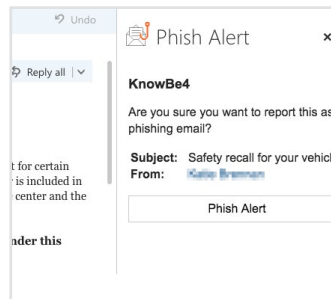 Undo
Reply all
t for certain
is included in
center and the
nder this
Phish Alert
×
KnowBe4
Are you sure you want to report this as
phishing email?
Subject: Safety recall for your vehicl
From:
Phish Alert